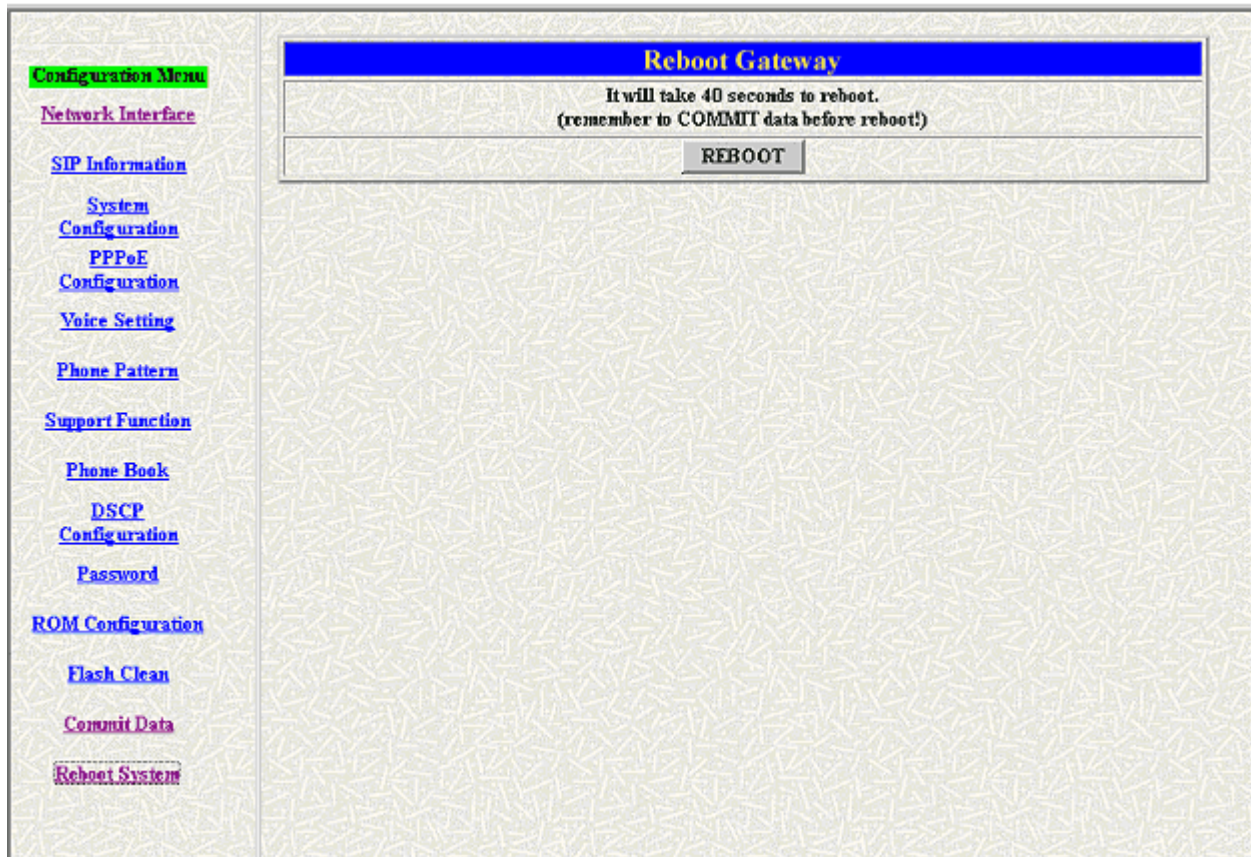 Configuration Menu
Network Interface
SIP Information
System
Configuration
PPPoE
Configuration
Voice Setting
Phone Pattern
Support Function
Phone Book
DSCP
Configuration
Password
ROM Configuration
Flash Clean
Commit Data
Reboot System
Reboot Gateway
It will take 40 seconds to reboot.
(remember to COMMIT data before reboot!)
REBOOT